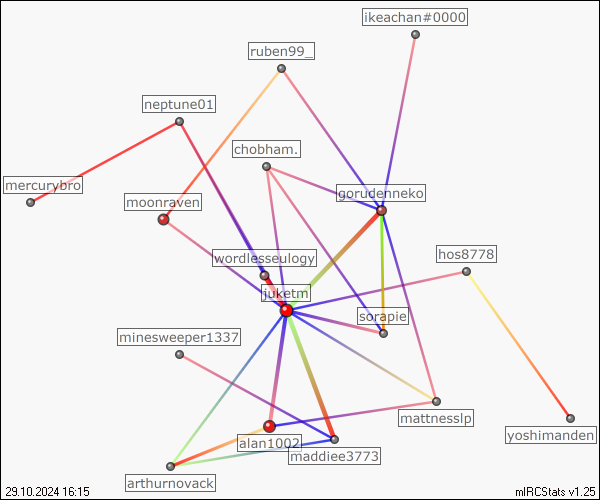 ikeachan#0000
ruben99_
neptune01
chobham.
mercurybro
moonraven
gorudenneko
wordlesseulogy
hos8778
juketm
sorapie
minesweeper1337
mattnesslp
alan1002
yoshimanden
maddiee3773
arthurnovack
29.10.2024 16:15
mIRCStats v1.25